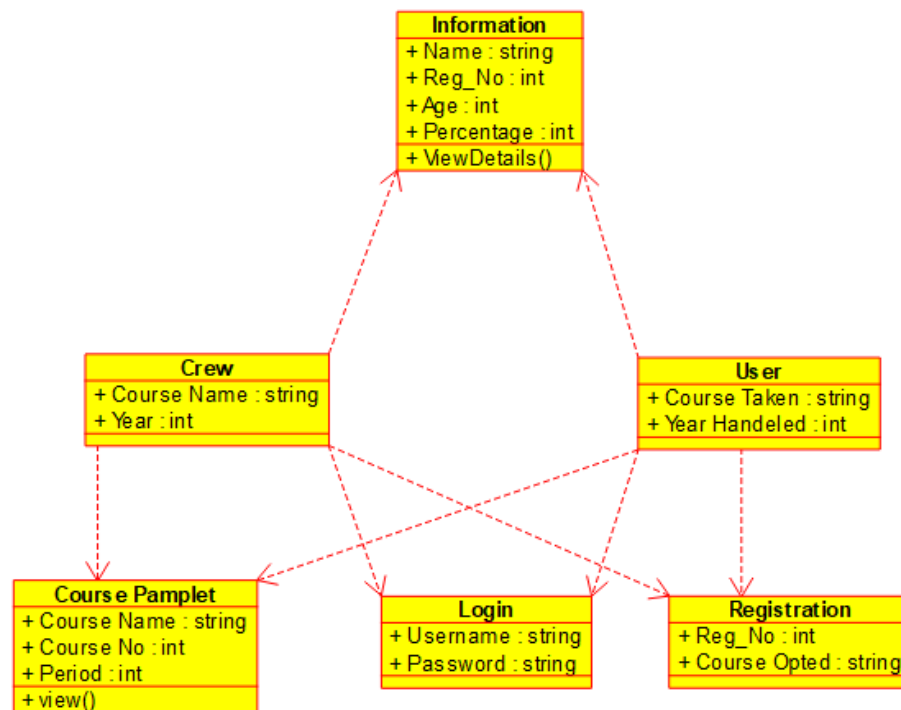 Information
+ Name : string
+ Reg_No : int
+ Age : int
+ Percentage : int
+ ViewDetails()
Crew
+ Course Name : string
+ Year : int
User
+ Course Taken : string
+ Year Handeled : int
Course Pamplet
+ Course Name : string
+ Course No : int
+ Period : int
+ view()
Login
+ Username : string
+ Password : string
Registration
+ Reg_No : int
+ Course Opted : string